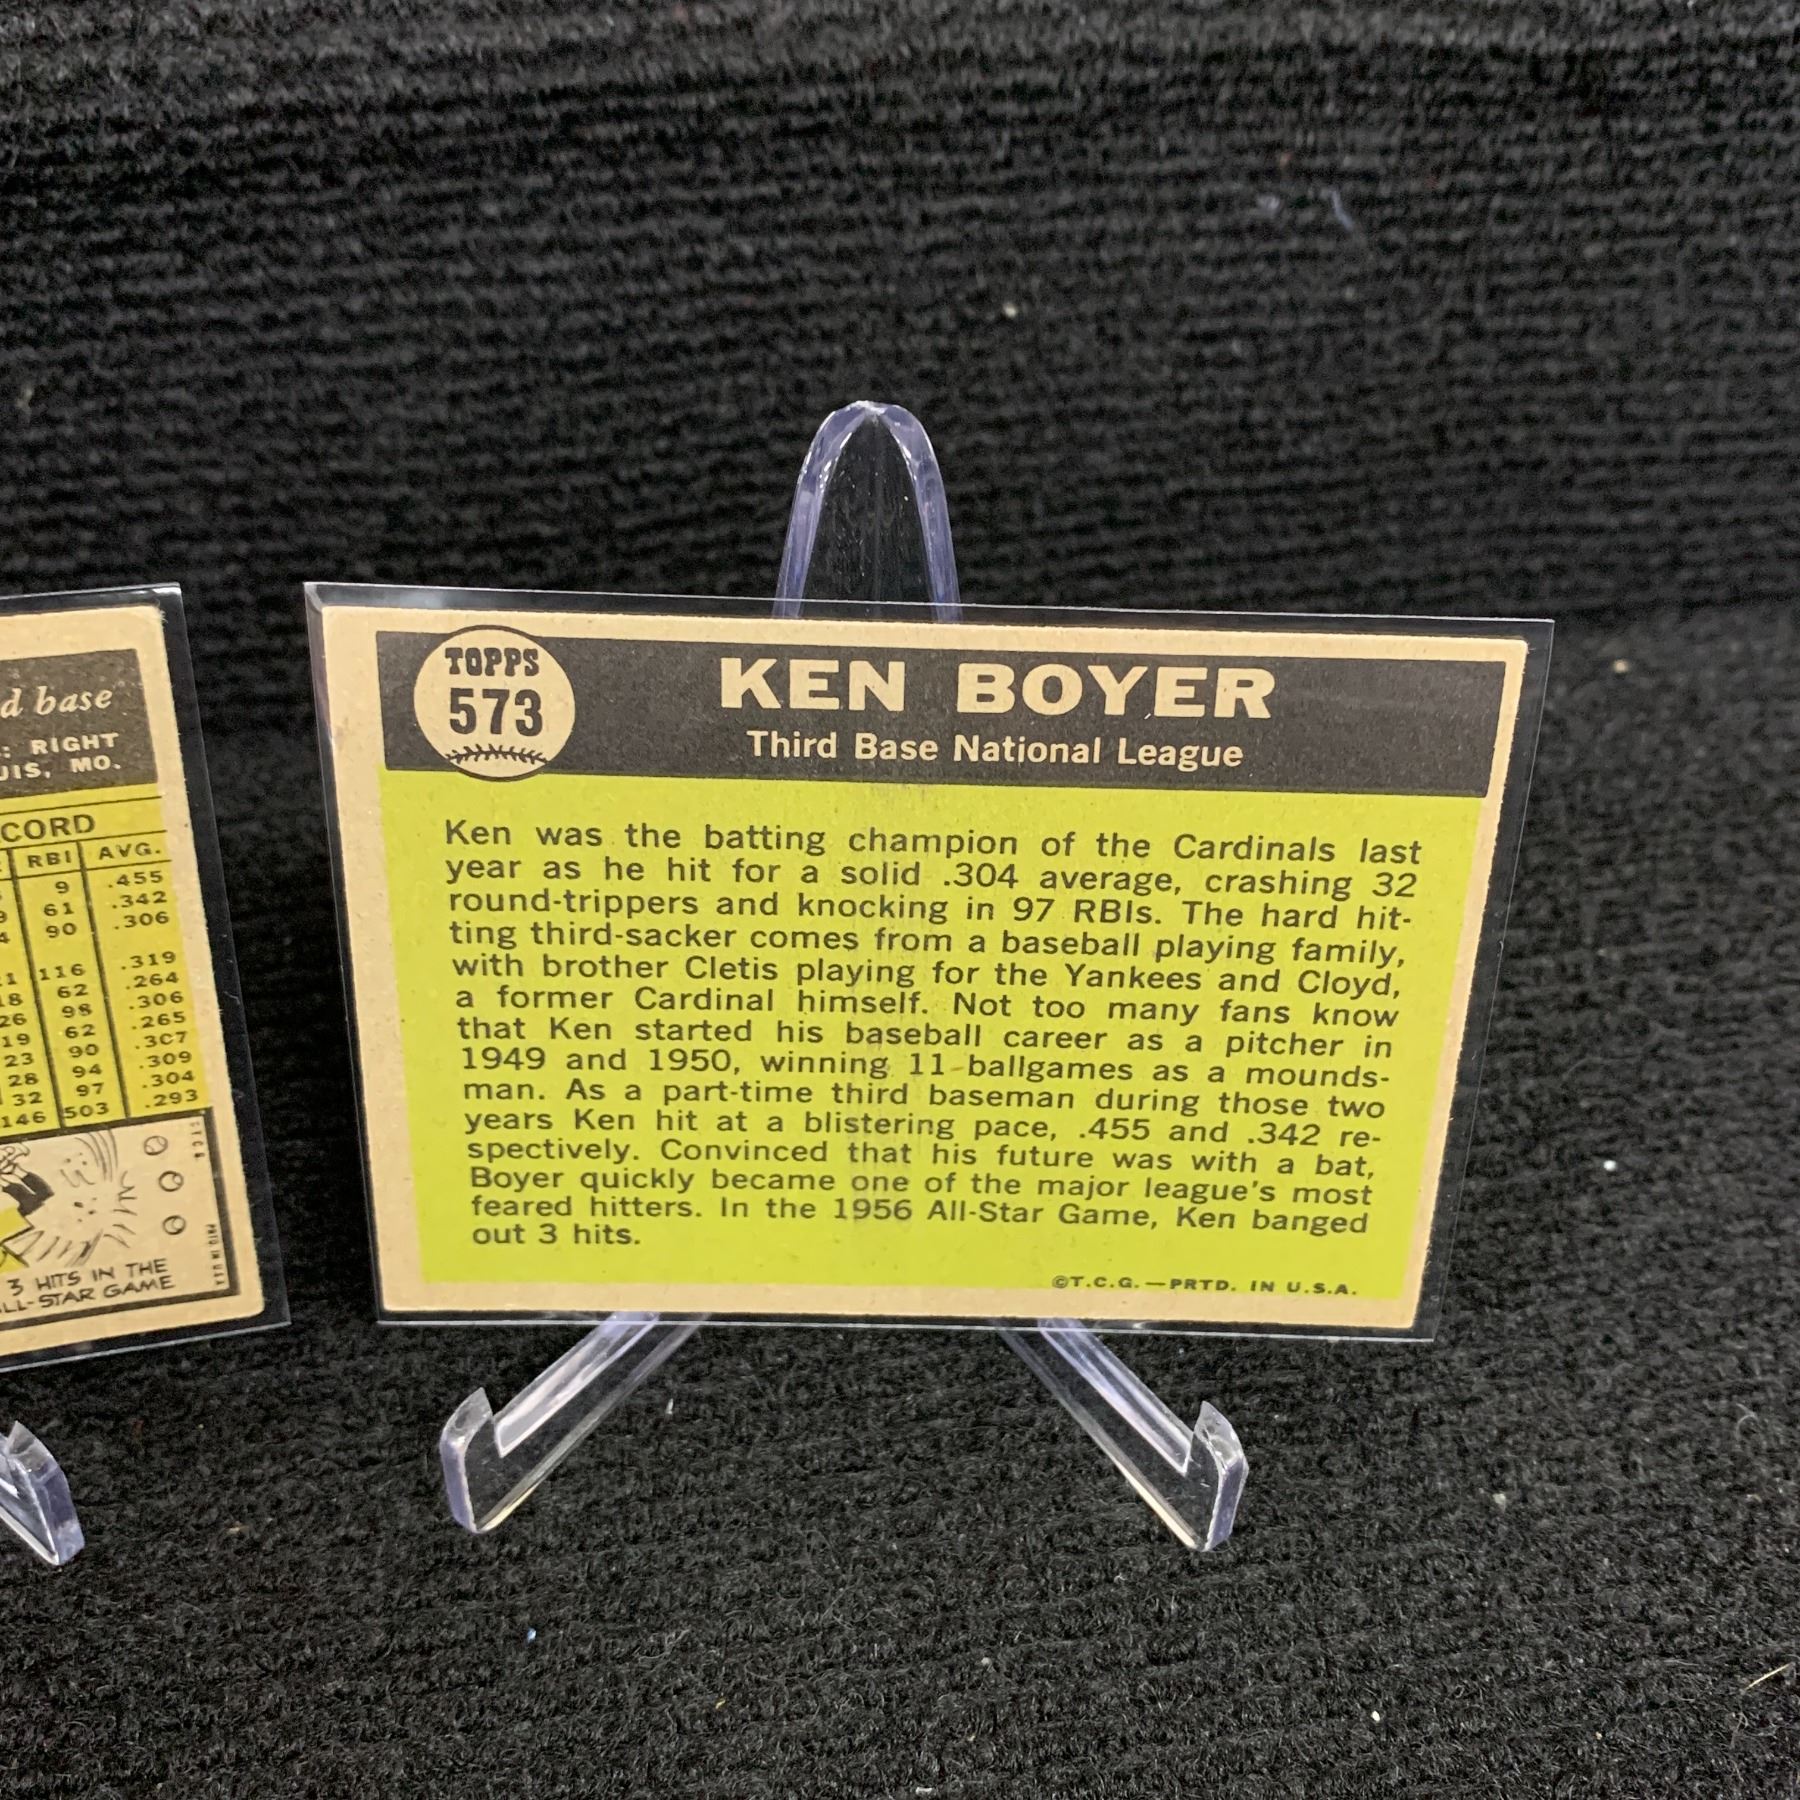 d base
: RIGHT
UIS, MO.
CORD
RBI AVG.
9 .455
61 .342
90 .306
116 .319
62 .264
26 98 .306
19 62 .265
23 90 .307
28 94 .309
32 97 .304
146 503 .293
3 HITS IN THE
LL-STAR GAME
TOPPS
573
KEN BOYER
Third Base National League
Ken was the batting champion of the Cardinals last
year as he hit for a solid .304 average, crashing 32
round-trippers and knocking in 97 RBIs. The hard hit-
ting third-sacker comes from a baseball playing family,
with brother Cletis playing for the Yankees and Cloyd,
a former Cardinal himself. Not too many fans know
that Ken started his baseball career as a pitcher in
1949 and 1950, winning 11 ballgames as a mounds-
man. As a part-time third baseman during those two
years Ken hit at a blistering pace, .455 and .342 re-
spectively. Convinced that his future was with a bat,
Boyer quickly became one of the major league's most
feared hitters. In the 1956 All-Star Game, Ken banged
out 3 hits.
©T.C.G.—PRTD. IN U.S.A.